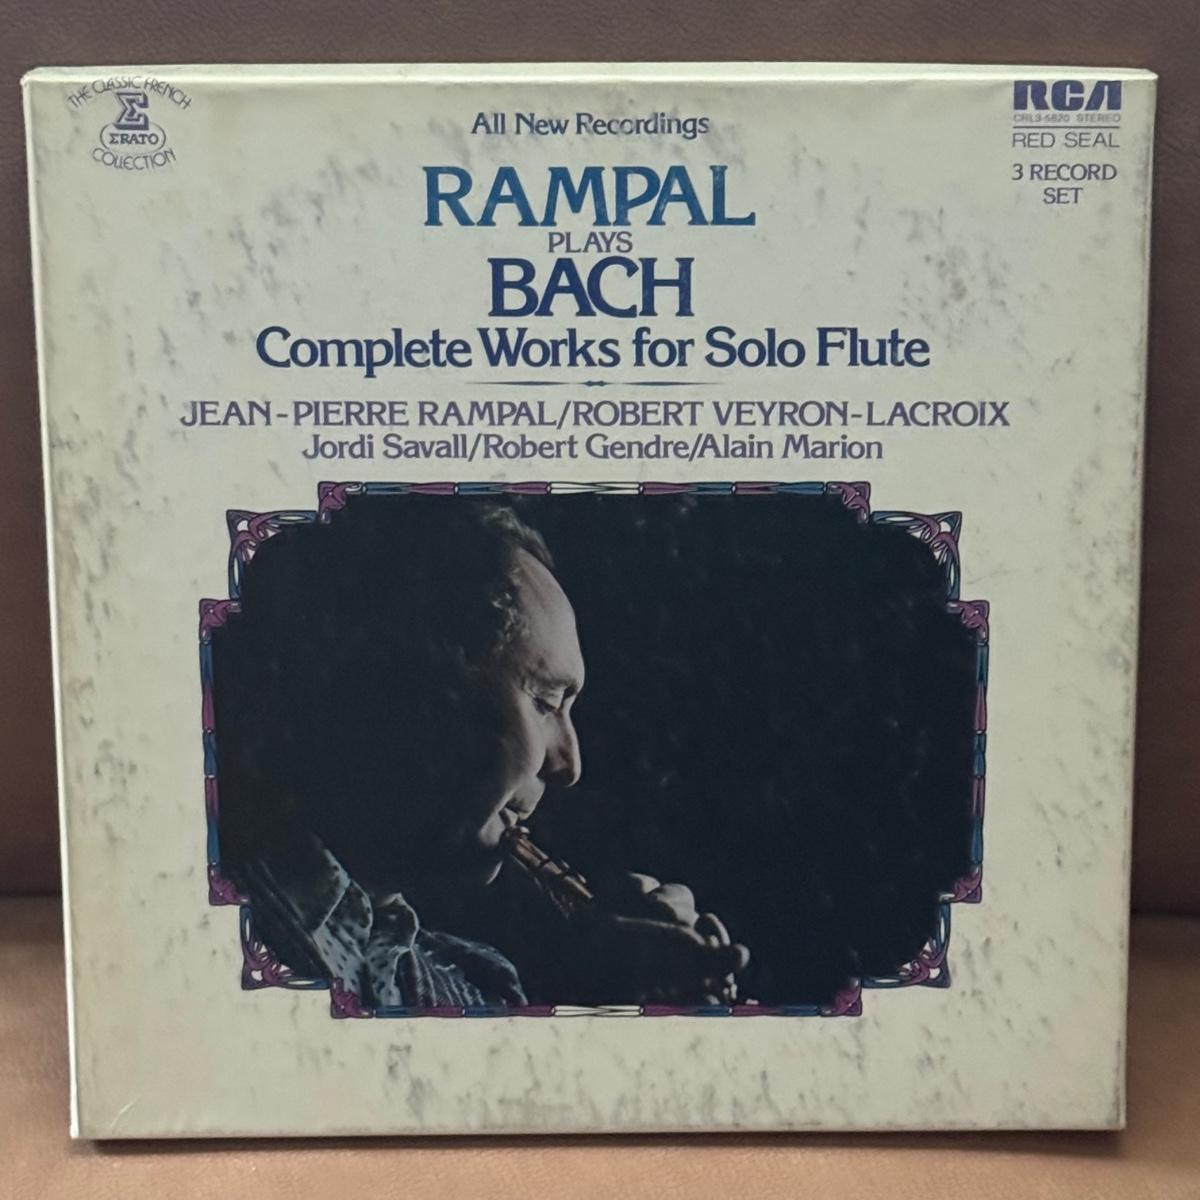 THE CLASSIC FRENCH
Σ
ΣRATO
COLLECTION
RCA
CRL3-5820 STEREO
RED SEAL
3 RECORD
SET
All New Recordings
RAMPAL
PLAYS
BACH
Complete Works for Solo Flute
JEAN-PIERRE RAMPAL/ROBERT VEYRON-LACROIX
Jordi Savall/Robert Gendre/Alain Marion